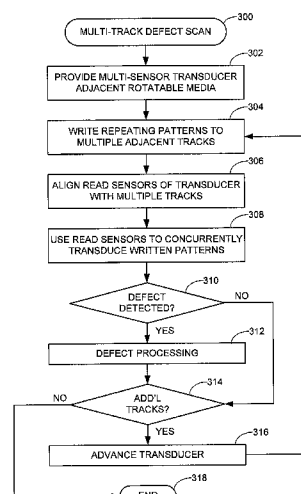 300
MULTI-TRACK DEFECT SCAN
302
PROVIDE MULTI-SENSOR TRANSDUCER
ADJACENT ROTATABLE MEDIA
304
WRITE REPEATING PATTERNS TO
MULTIPLE ADJACENT TRACKS
306
ALIGN READ SENSORS OF TRANSDUCER
WITH MULTIPLE TRACKS
308
USE READ SENSORS TO CONCURRENTLY
TRANSDUCE WRITTEN PATTERNS
310
DEFECT
DETECTED?
NO
YES
312
DEFECT PROCESSING
314
NO
ADD'L
TRACKS?
YES
316
ADVANCE TRANSDUCER
318
END